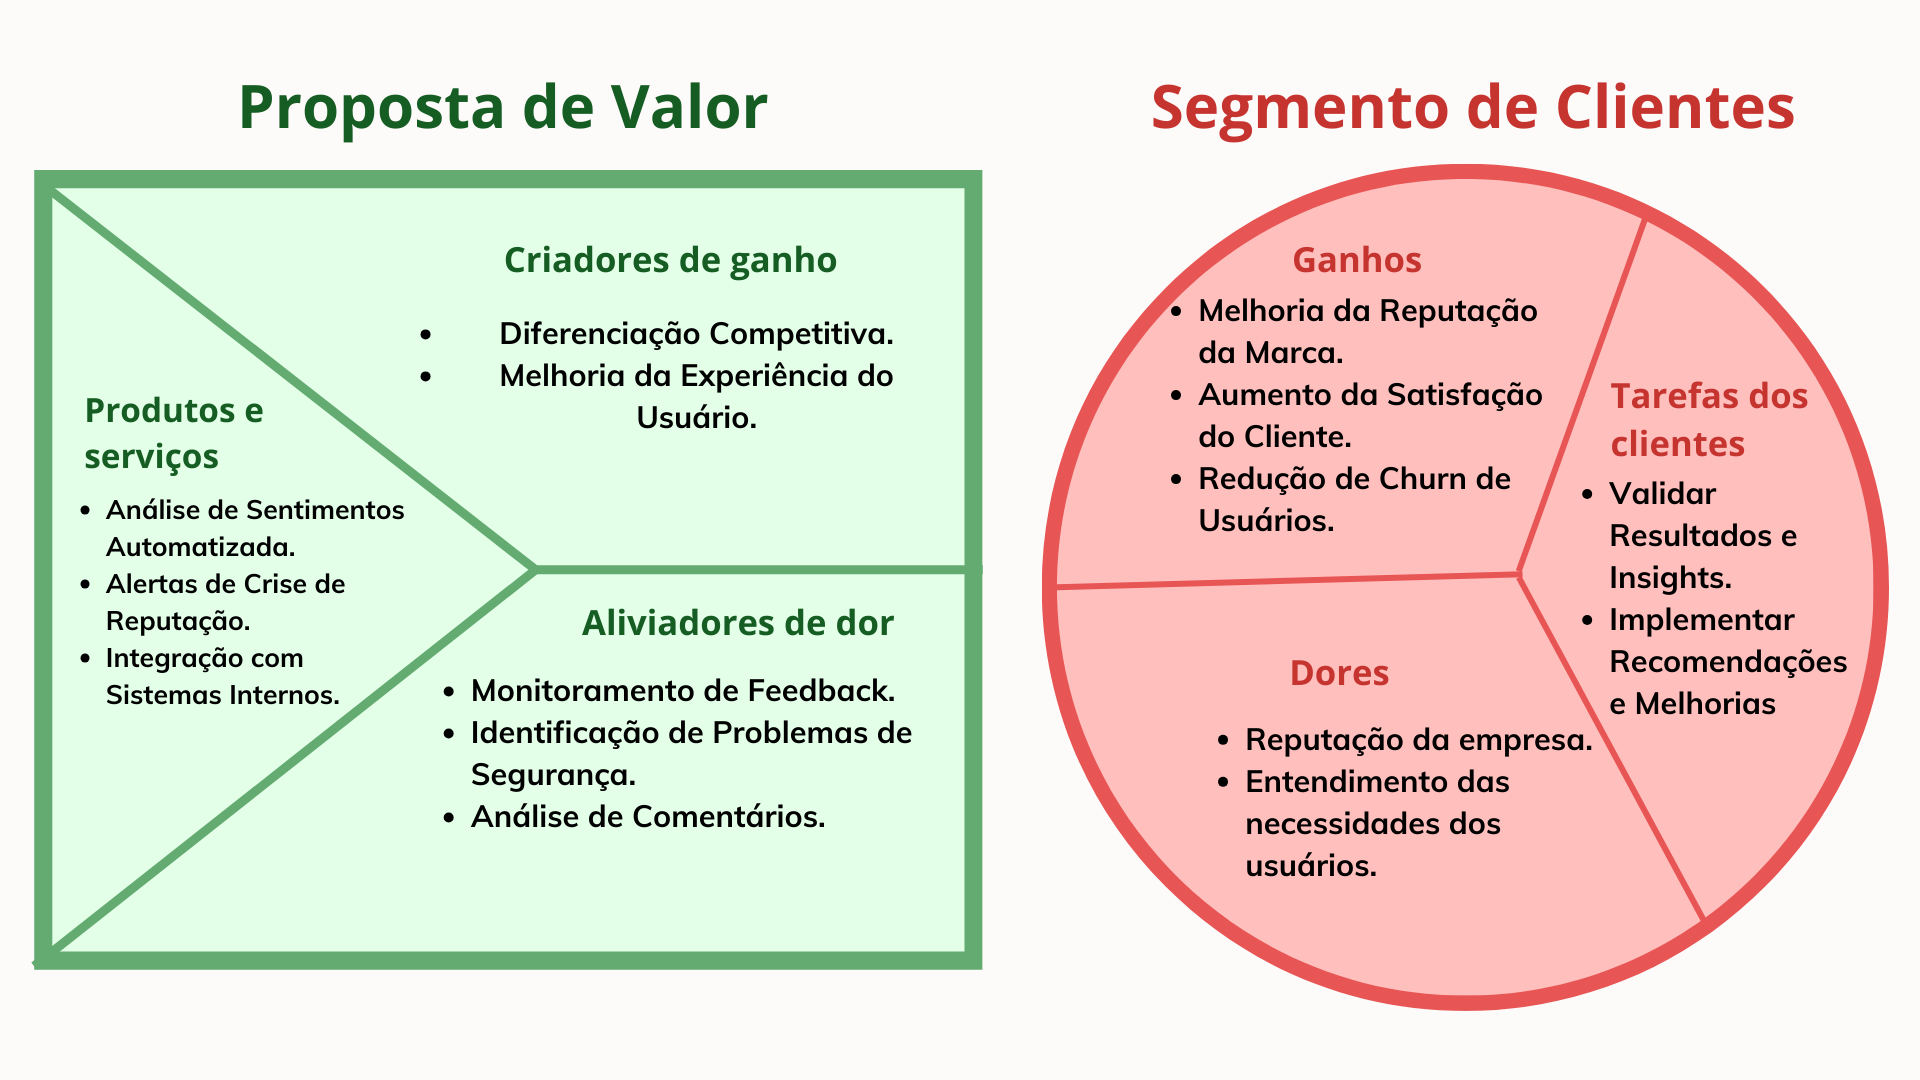 Proposta de Valor
Segmento de Clientes
Criadores de ganho
• Diferenciação Competitiva.
• Melhoria da Experiência do
Usuário.
Produtos e
serviços
• Análise de Sentimentos
Automatizada.
• Alertas de Crise de
Reputação.
• Integração com
Sistemas Internos.
Aliviadores de dor
• Monitoramento de Feedback.
• Identificação de Problemas de
Segurança.
• Análise de Comentários.
Ganhos
• Melhoria da Reputação
da Marca.
• Aumento da Satisfação
do Cliente.
• Redução de Churn de
Usuários.
Tarefas dos
clientes
• Validar
Resultados e
Insights.
• Implementar
Recomendações
e Melhorias
Dores
• Reputação da empresa.
• Entendimento das
necessidades dos
usuários.